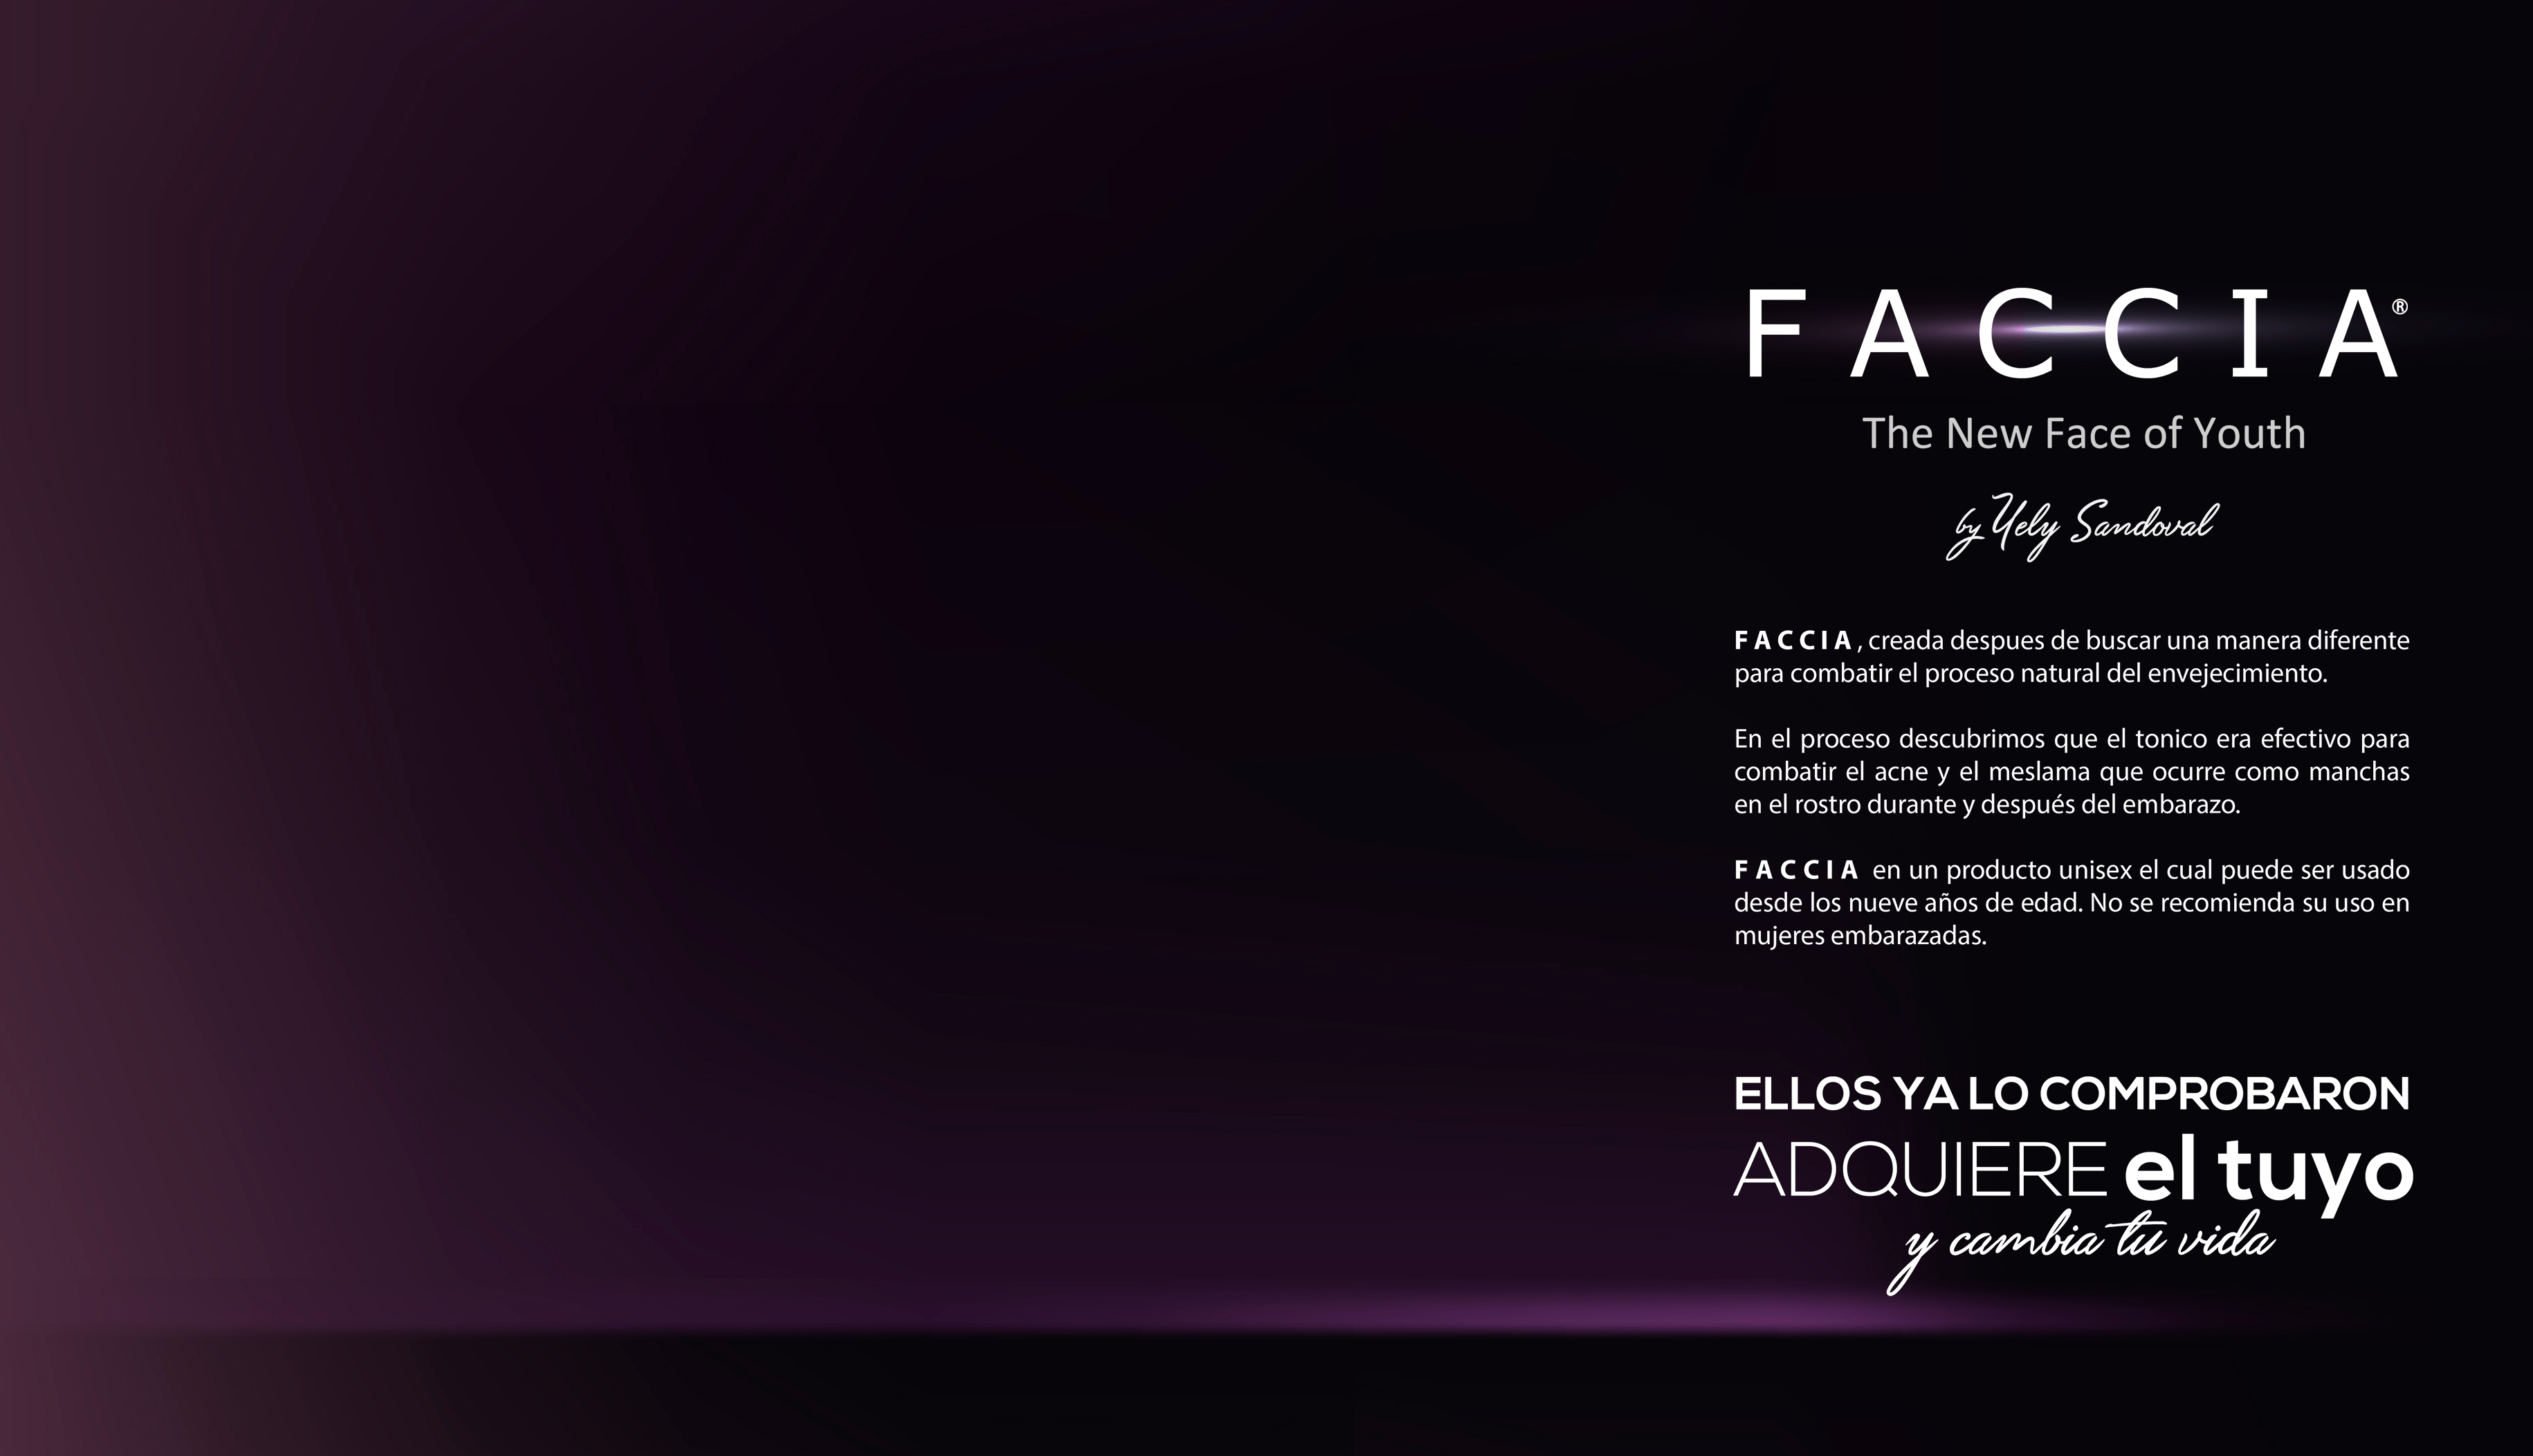 FACCIA®
The New Face of Youth
by Yely Sandoval
FACCIA, creada despues de buscar una manera diferente
para combatir el proceso natural del envejecimiento.
En el proceso descubrimos que el tonico era efectivo para
combatir el acne y el meslama que ocurre como manchas
en el rostro durante y después del embarazo.
FACCIA en un producto unisex el cual puede ser usado
desde los nueve años de edad. No se recomienda su uso en
mujeres embarazadas.
ELLOS YA LO COMPROBARON
ADQUIERE el tuyo
y cambia tu vida